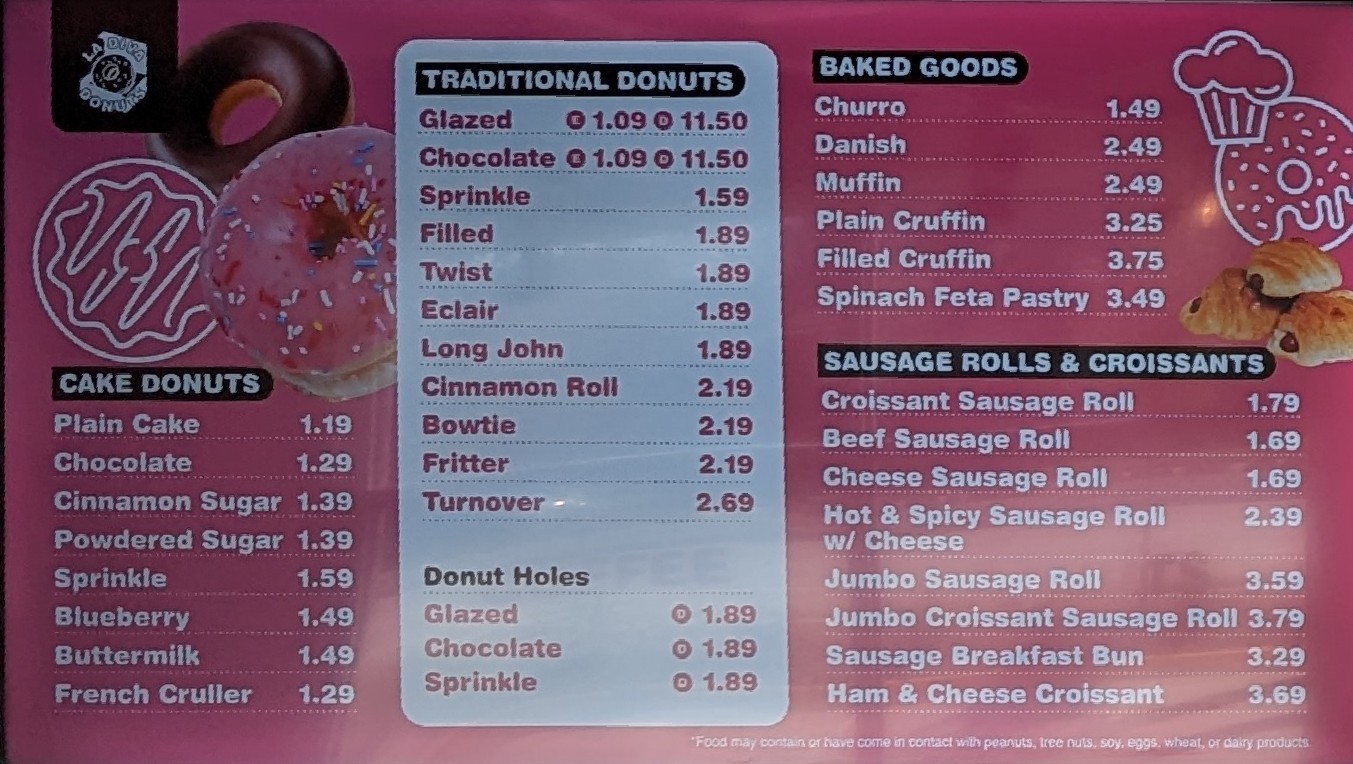 LA DIVA
DONUTS
CAKE DONUTS
Plain Cake 1.19
Chocolate 1.29
Cinnamon Sugar 1.39
Powdered Sugar 1.39
Sprinkle 1.59
Blueberry 1.49
Buttermilk 1.49
French Cruller 1.29
TRADITIONAL DONUTS
Glazed E 1.09 D 11.50
Chocolate E 1.09 D 11.50
Sprinkle 1.59
Filled 1.89
Twist 1.89
Eclair 1.89
Long John 1.89
Cinnamon Roll 2.19
Bowtie 2.19
Fritter 2.19
Turnover 2.69
Donut Holes
Glazed D 1.89
Chocolate D 1.89
Sprinkle D 1.89
BAKED GOODS
Churro 1.49
Danish 2.49
Muffin 2.49
Plain Cruffin 3.25
Filled Cruffin 3.75
Spinach Feta Pastry 3.49
SAUSAGE ROLLS & CROISSANTS
Croissant Sausage Roll 1.79
Beef Sausage Roll 1.69
Cheese Sausage Roll 1.69
Hot & Spicy Sausage Roll 2.39
w/ Cheese
Jumbo Sausage Roll 3.59
Jumbo Croissant Sausage Roll 3.79
Sausage Breakfast Bun 3.29
Ham & Cheese Croissant 3.69
*Food may contain or have come in contact with peanuts, tree nuts, soy, eggs, wheat, or dairy products.